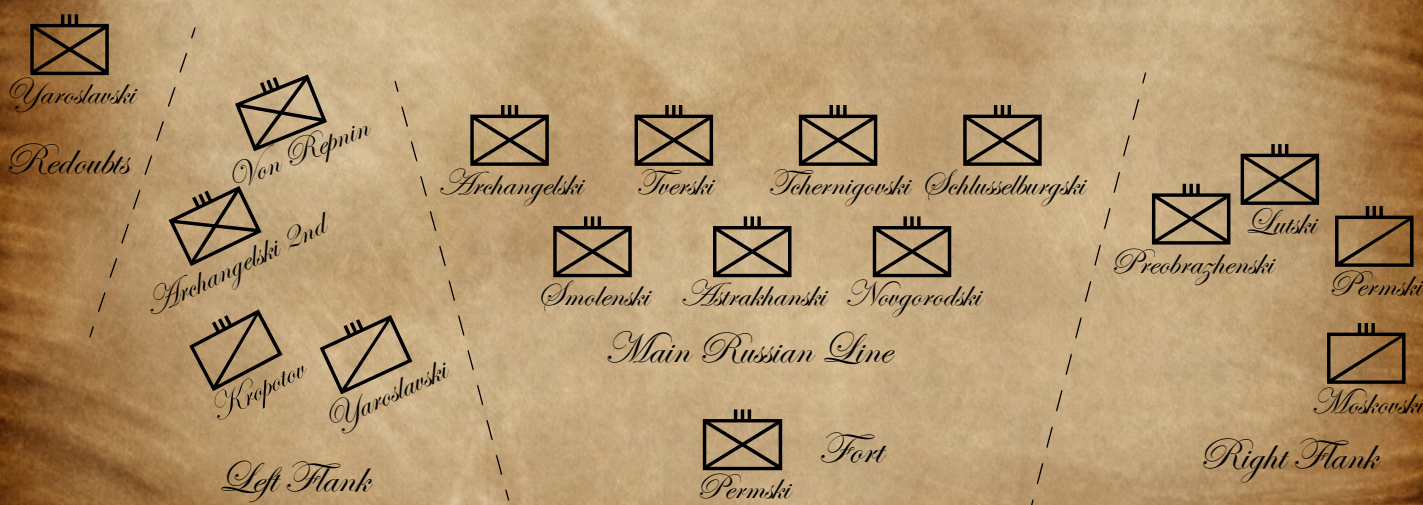 Yaroslavski
Redoubts
Von Repnin
Archangelski 2nd
Kropotov
Yaroslavski
Left Flank
Archangelski
Tverski
Tchernigovski
Schlusselburgski
Smolenski
Astrakhanski
Novgorodski
Main Russian Line
Permski
Fort
Lutski
Preobrazhenski
Permski
Moskovski
Right Flank